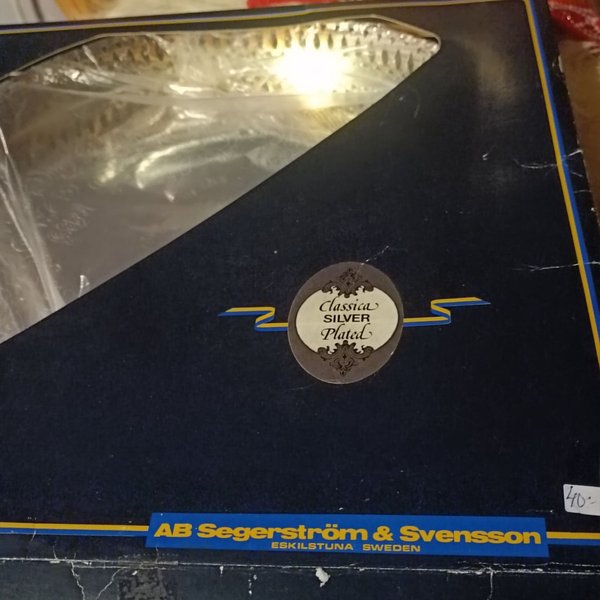 Classica
SILVER
Plated
40:-
AB Segerström & Svensson
ESKILSTUNA SWEDEN